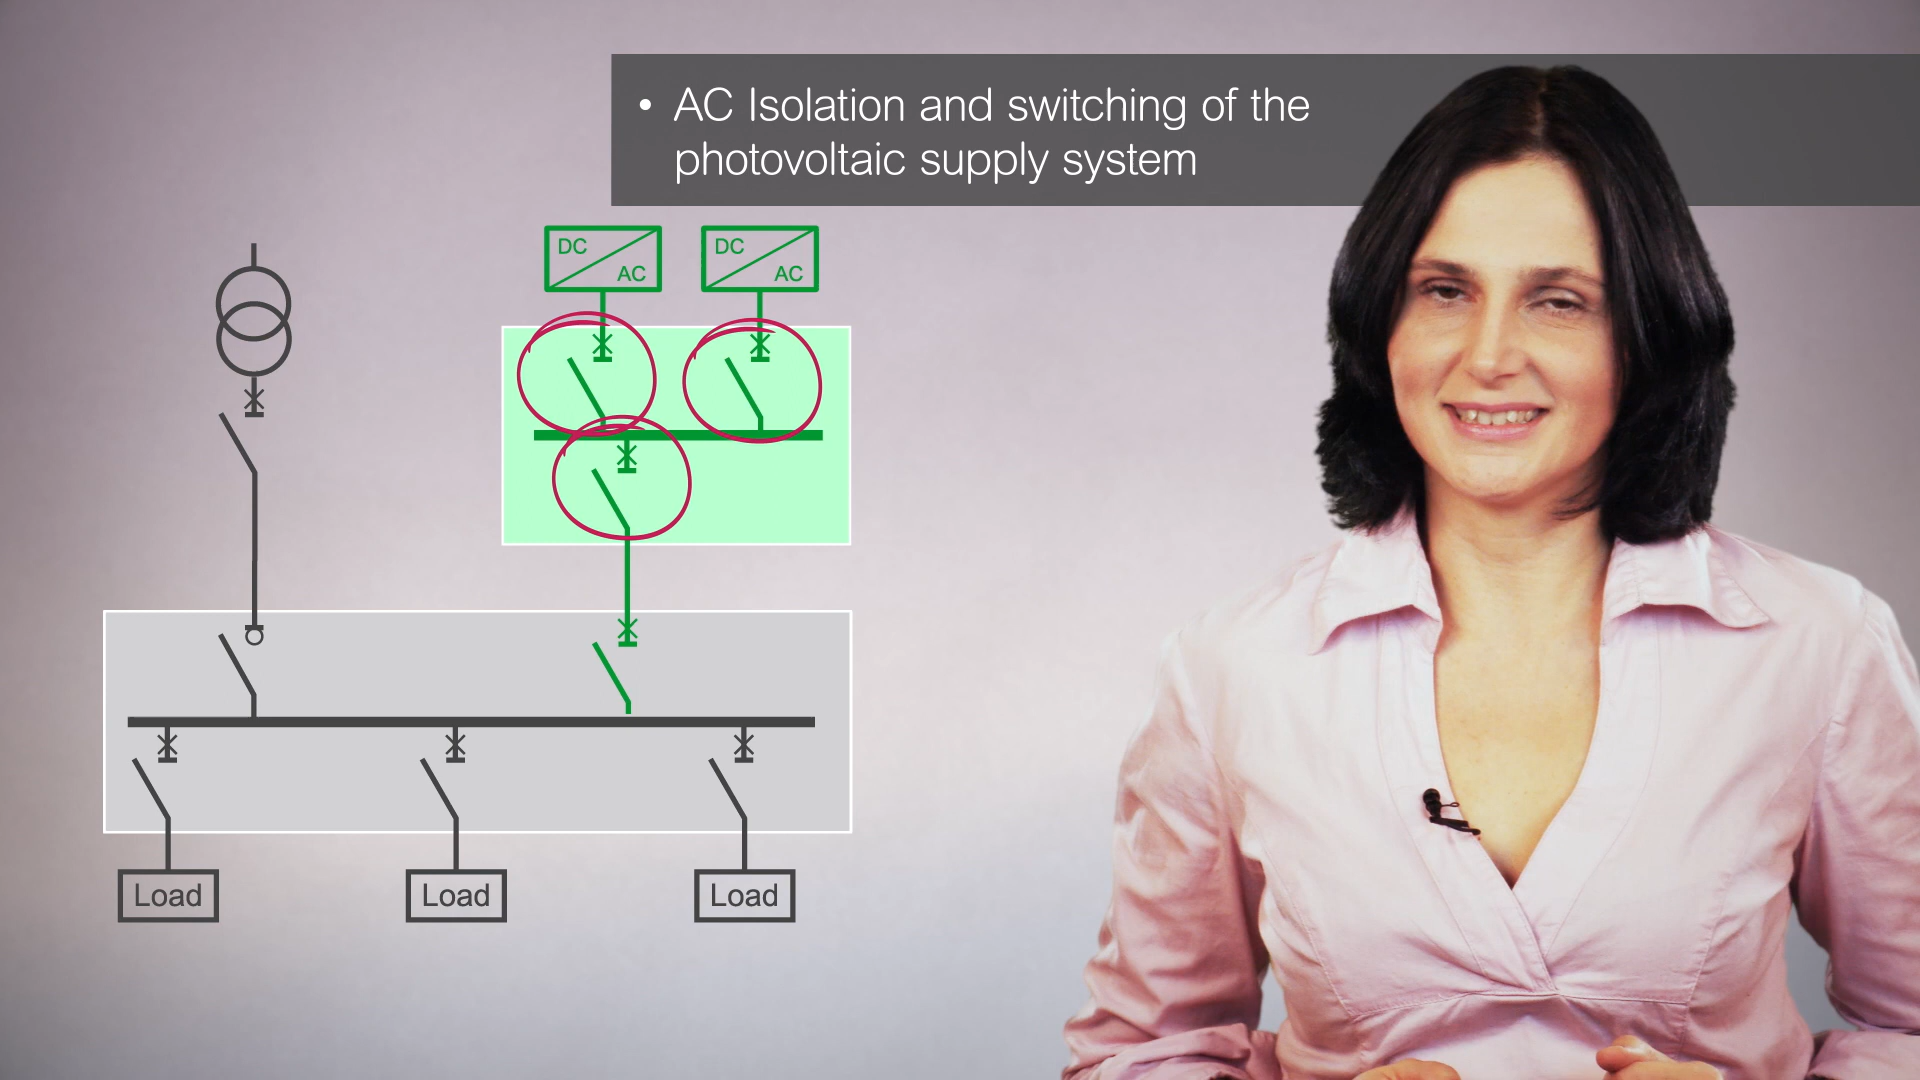 • AC Isolation and switching of the
photovoltaic supply system
DC
AC
DC
AC
Load
Load
Load